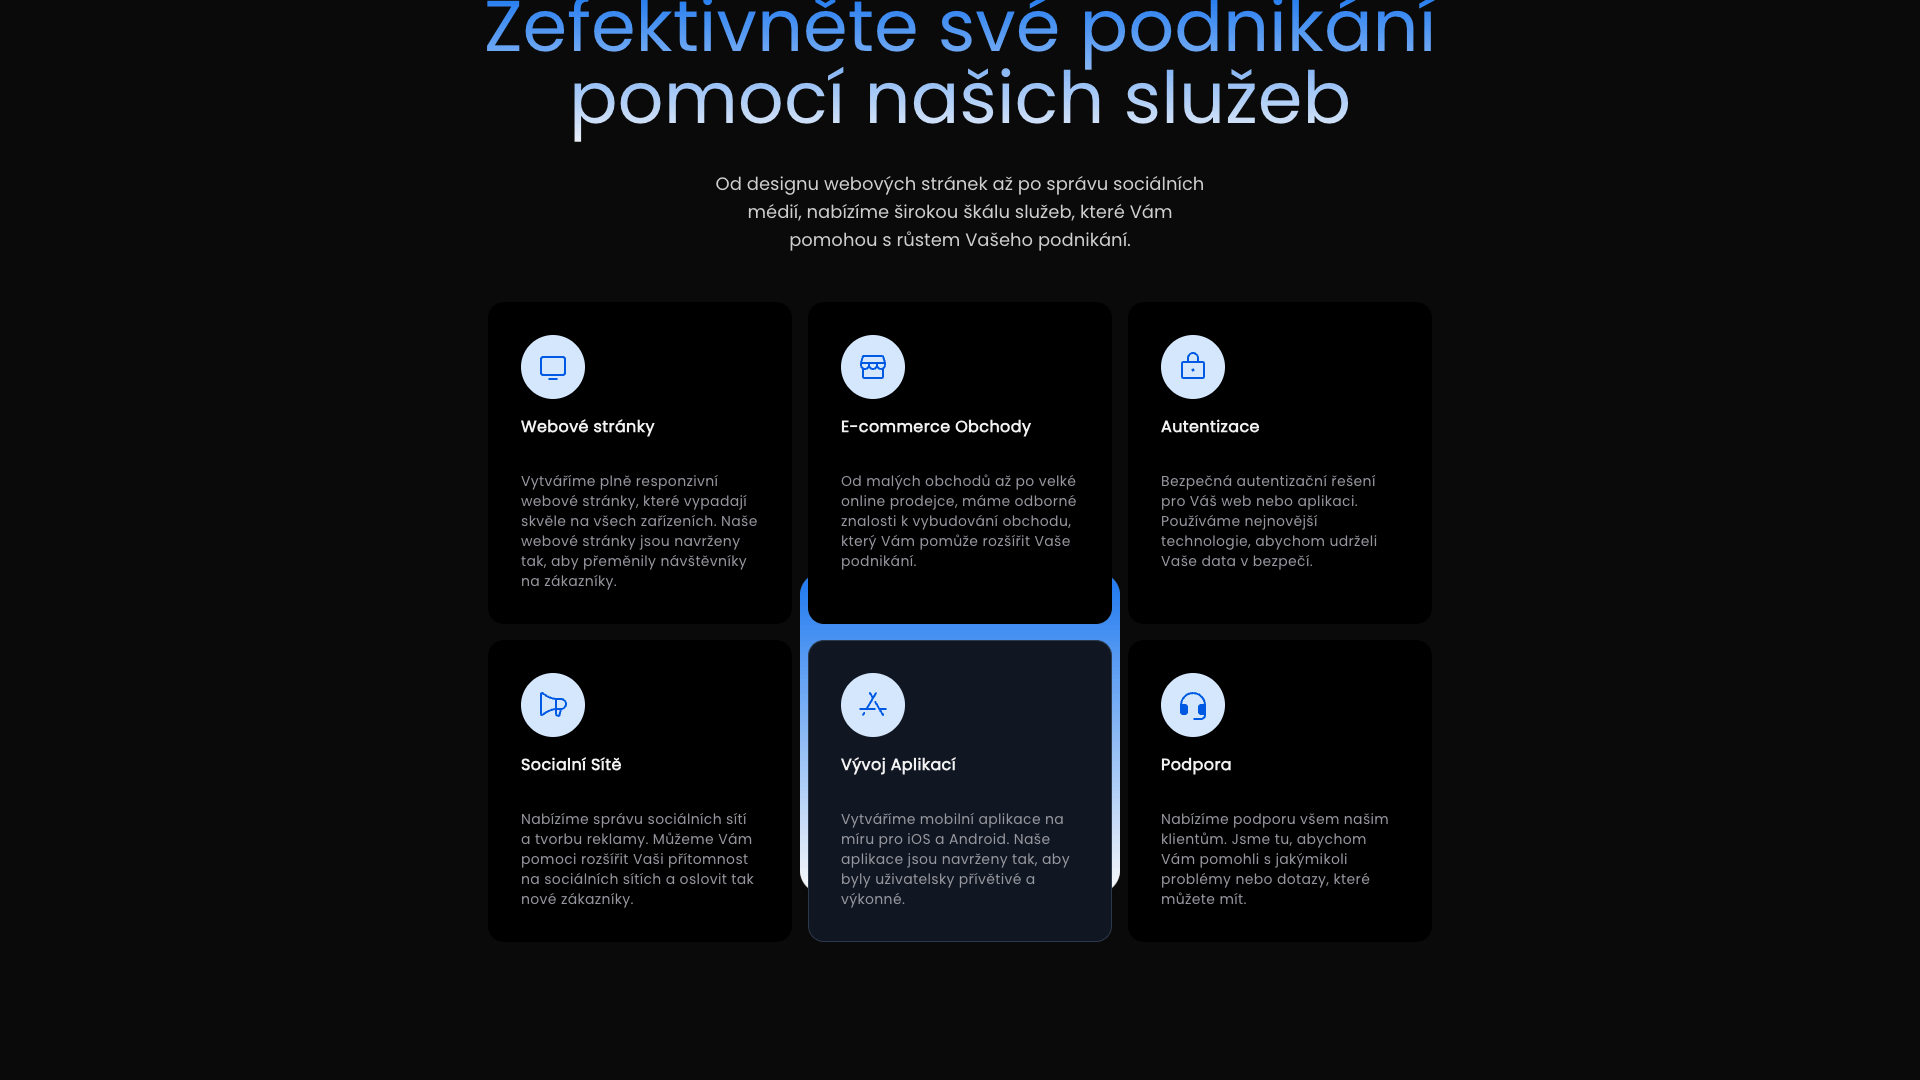 Zefektivněte své podnikání
pomocí našich služeb
Od designu webových stránek až po správu sociálních
médií, nabízíme širokou škálu služeb, které Vám
pomohou s růstem Vašeho podnikání.
Webové stránky
Vytváříme plně responzivní
webové stránky, které vypadají
skvěle na všech zařízeních. Naše
webové stránky jsou navrženy
tak, aby přeměnily návštěvníky
na zákazníky.
E-commerce Obchody
Od malých obchodů až po velké
online prodejce, máme odborné
znalosti k vybudování obchodu,
který Vám pomůže rozšířit Vaše
podnikání.
Autentizace
Bezpečná autentizační řešení
pro Váš web nebo aplikaci.
Používáme nejnovější
technologie, abychom udrželi
Vaše data v bezpečí.
Socialní Sítě
Nabízíme správu sociálních sítí
a tvorbu reklamy. Můžeme Vám
pomoci rozšířit Vaši přítomnost
na sociálních sítích a oslovit tak
nové zákazníky.
Vývoj Aplikací
Vytváříme mobilní aplikace na
míru pro iOS a Android. Naše
aplikace jsou navrženy tak, aby
byly uživatelsky přívětivé a
výkonné.
Podpora
Nabízíme podporu všem našim
klientům. Jsme tu, abychom
Vám pomohli s jakýmikoli
problémy nebo dotazy, které
můžete mít.